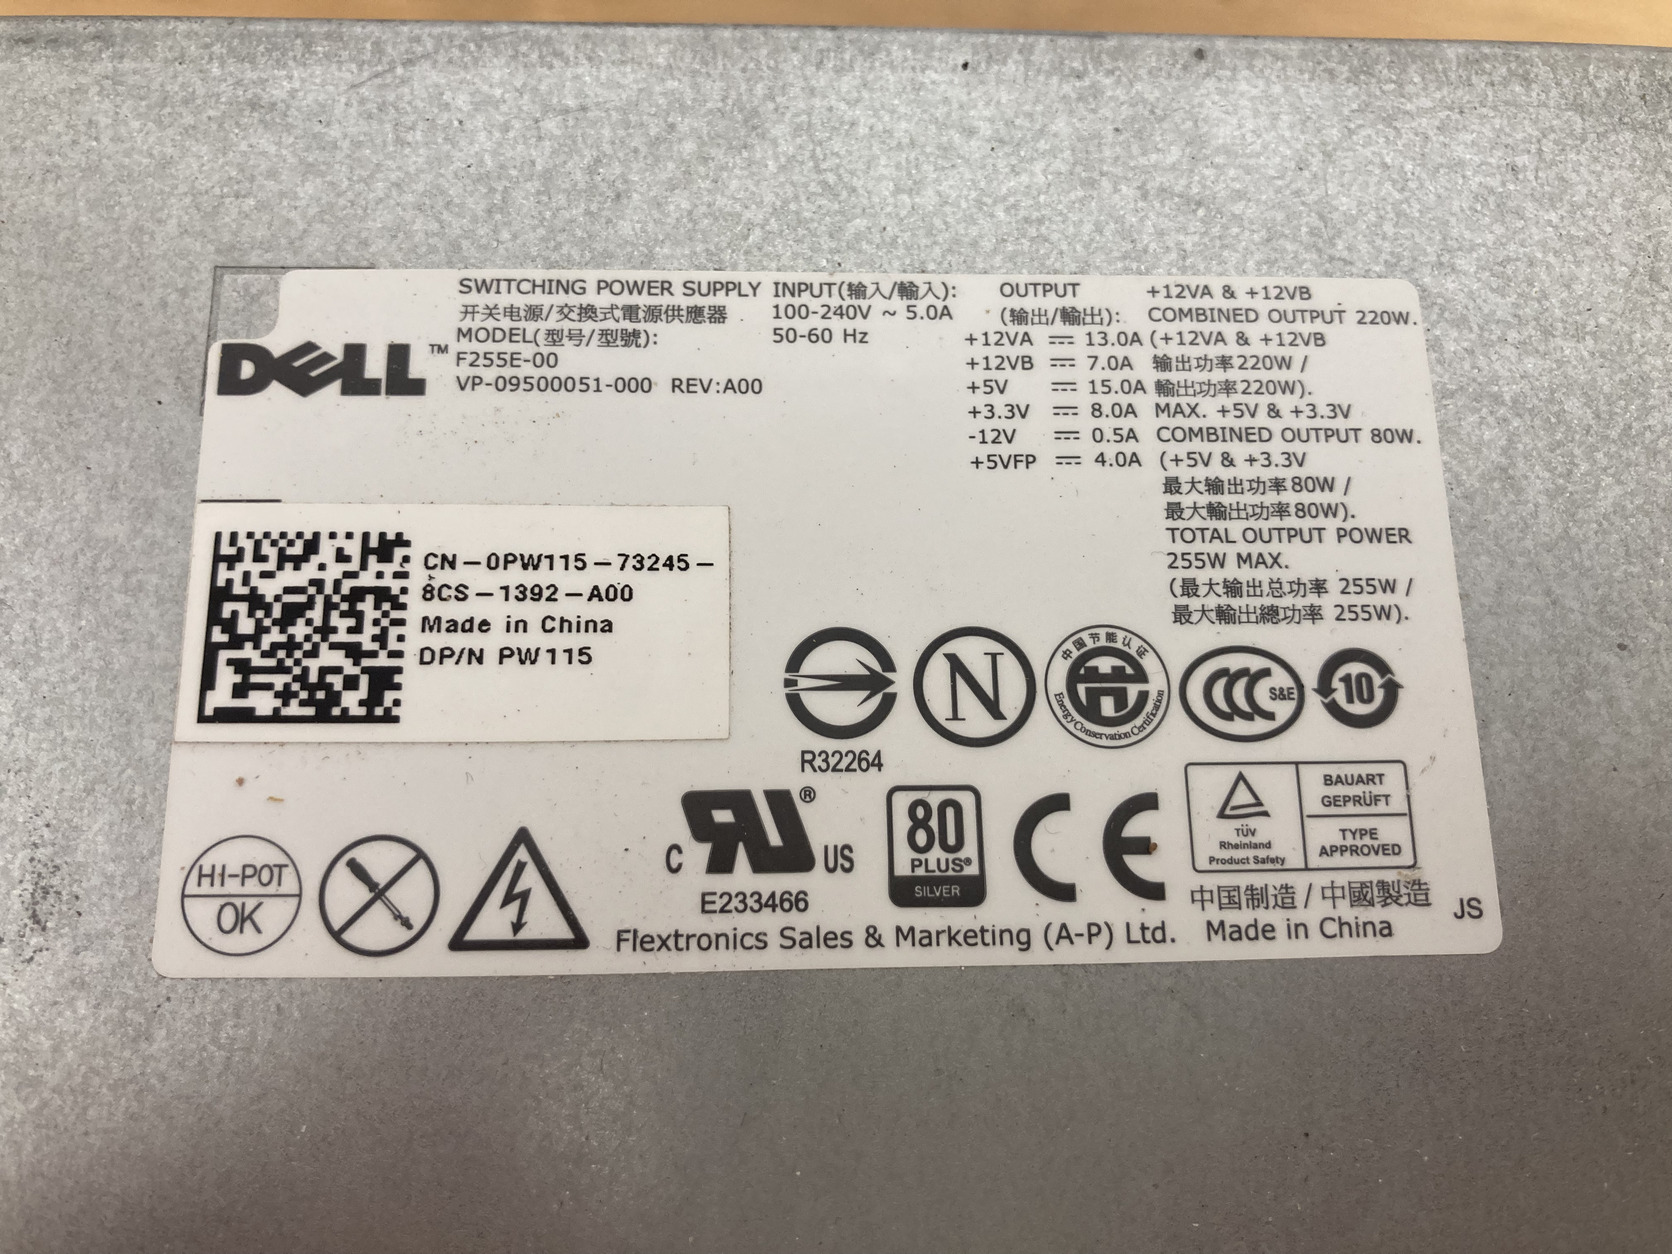 DELL™
SWITCHING POWER SUPPLY
开关电源/交換式電源供應器
MODEL(型号/型號):
F255E-00
VP-09500051-000 REV:A00
INPUT(输入/輸入):
100-240V ~ 5.0A
50-60 Hz
OUTPUT
(输出/輸出):
+12VA ⎓ 13.0A
+12VB ⎓ 7.0A
+5V ⎓ 15.0A
+3.3V ⎓ 8.0A
-12V ⎓ 0.5A
+5VFP ⎓ 4.0A
+12VA & +12VB
COMBINED OUTPUT 220W.
(+12VA & +12VB
输出功率220W /
輸出功率220W).
MAX. +5V & +3.3V
COMBINED OUTPUT 80W.
(+5V & +3.3V
最大输出功率80W /
最大輸出功率80W).
TOTAL OUTPUT POWER
255W MAX.
(最大输出总功率 255W /
最大輸出總功率 255W).
CN-0PW115-73245-
8CS-1392-A00
Made in China
DP/N PW115
R32264
N
中国节能认证
Energy Conservation Certification
CCC S&E
10
HI-POT
OK
C RU® US
E233466
80
PLUS®
SILVER
CE
TÜV
Rheinland
Product Safety
BAUART
GEPRÜFT
TYPE
APPROVED
中国制造 / 中國製造
Flextronics Sales & Marketing (A-P) Ltd. Made in China
JS